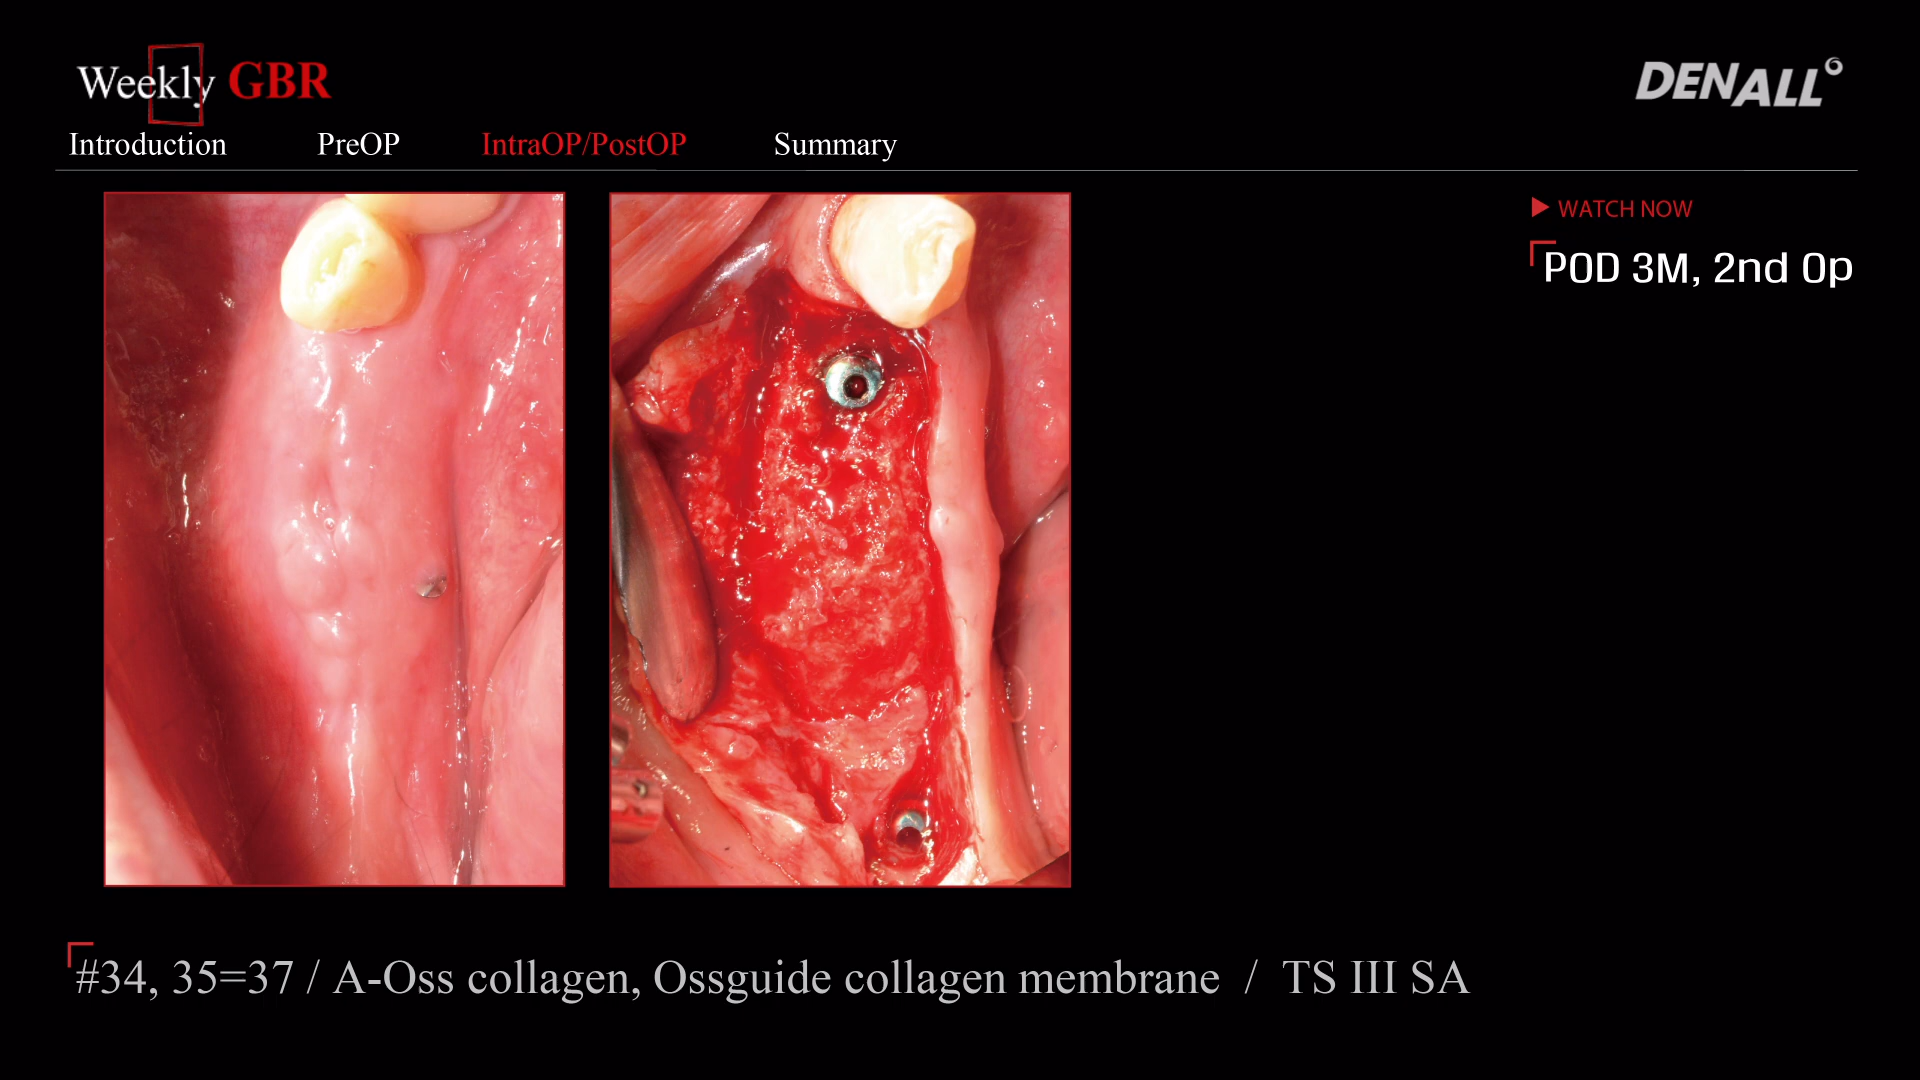 Weekly GBR
DENALL
Introduction PreOP IntraOP/PostOP Summary
WATCH NOW
POD 3M, 2nd Op
#34, 35=37 / A-Oss collagen, Ossguide collagen membrane / TS III SA